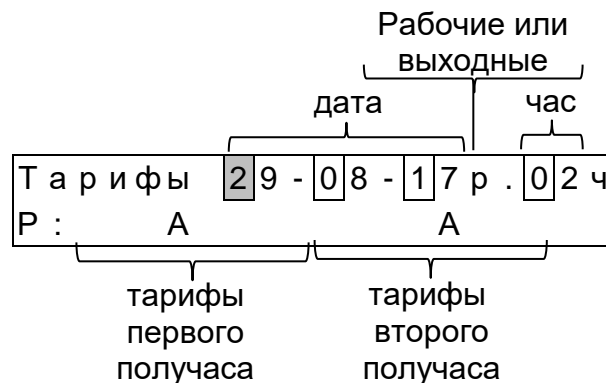 Рабочие или
выходные
дата
час
Тарифы 29-08-17р.02ч
Р: А А
тарифы
первого
получаса
тарифы
второго
получаса